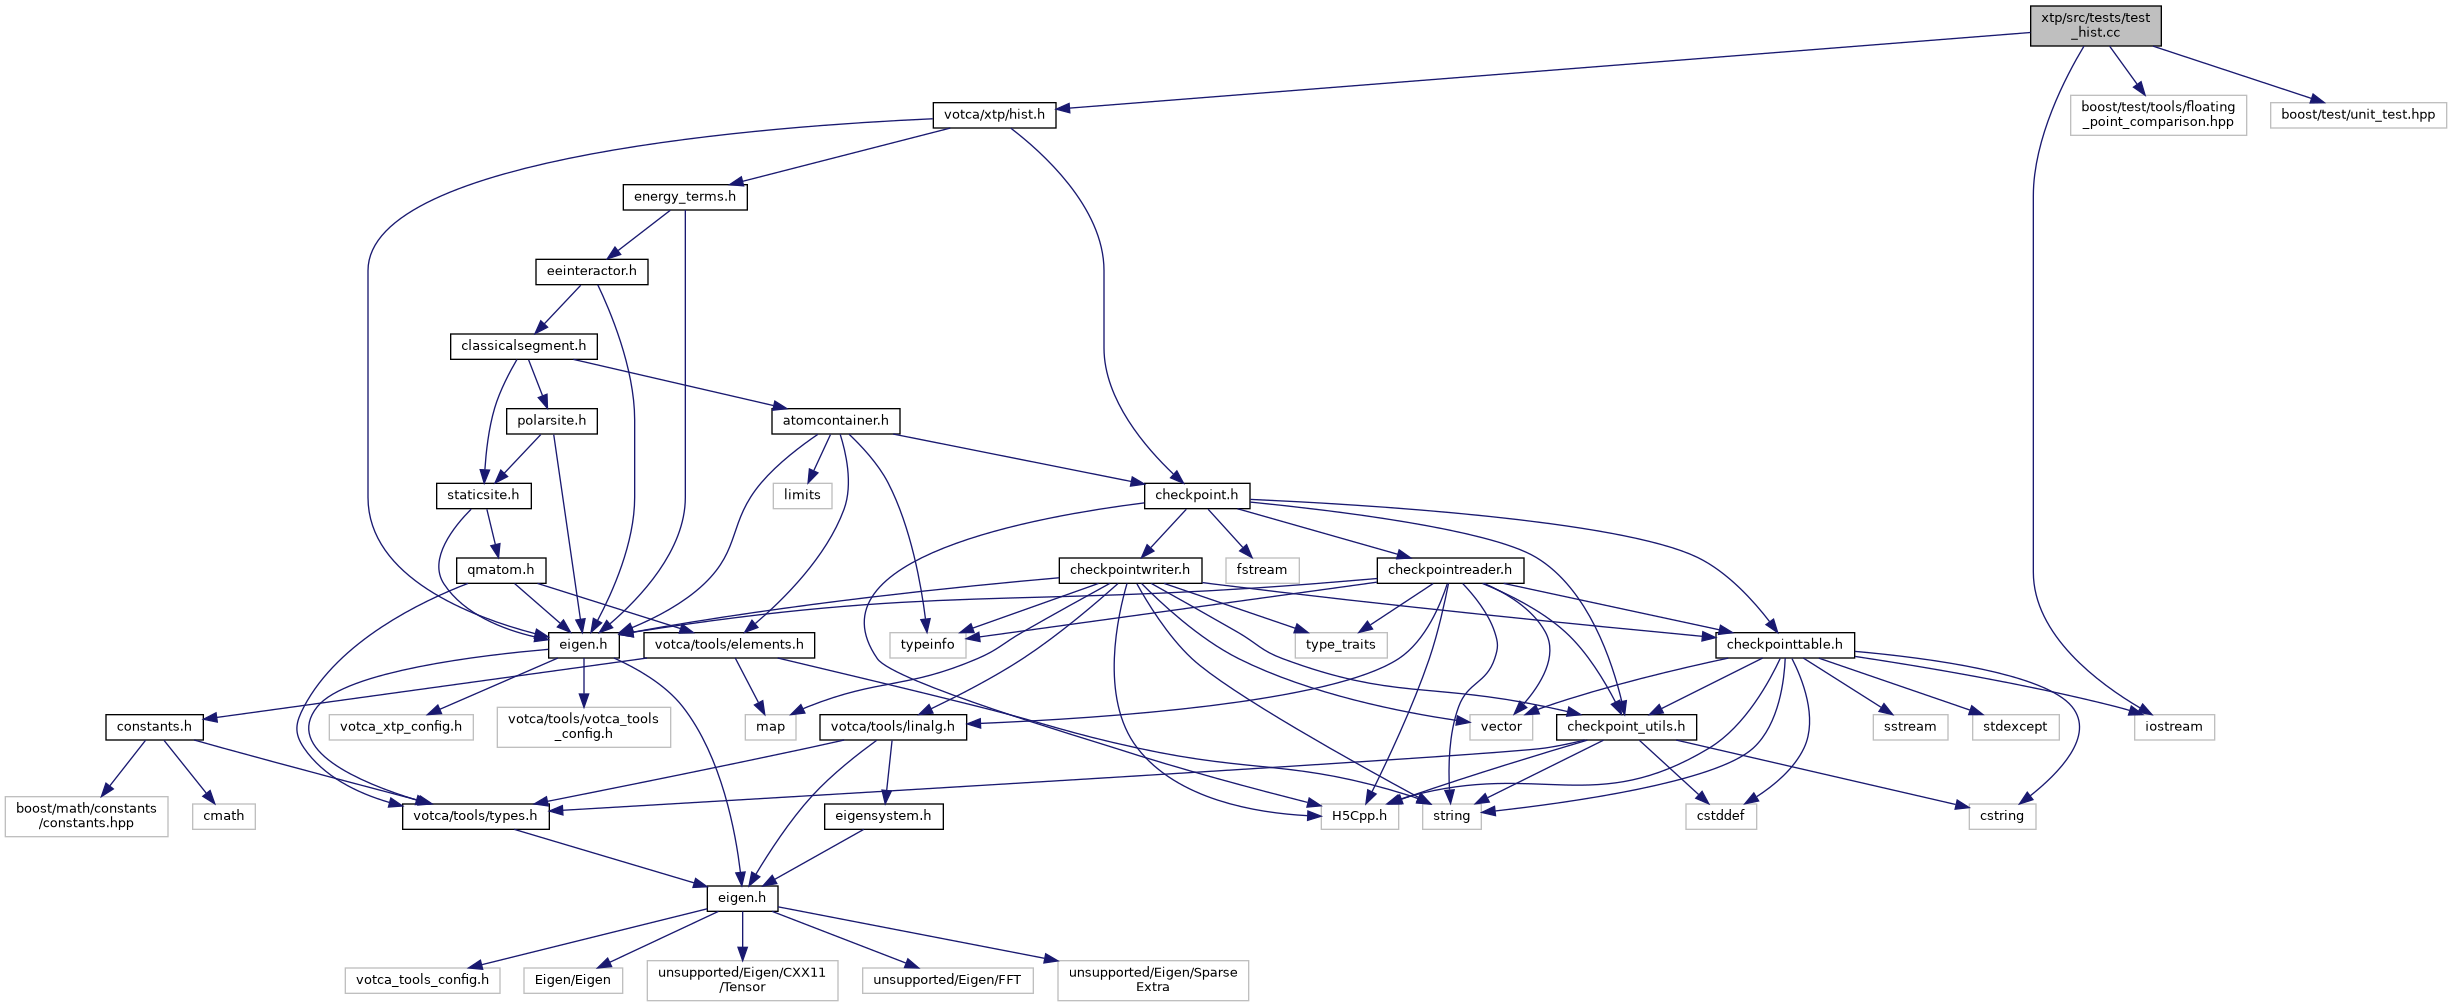 xtp/src/tests/test
_hist.cc
votca/xtp/hist.h
boost/test/tools/floating
_point_comparison.hpp
boost/test/unit_test.hpp
energy_terms.h
eeinteractor.h
classicalsegment.h
polarsite.h
atomcontainer.h
staticsite.h
limits
checkpoint.h
qmatom.h
checkpointwriter.h
fstream
checkpointreader.h
eigen.h
votca/tools/elements.h
typeinfo
type_traits
checkpointtable.h
constants.h
votca_xtp_config.h
votca/tools/votca_tools
_config.h
map
votca/tools/linalg.h
vector
checkpoint_utils.h
sstream
stdexcept
iostream
boost/math/constants
/constants.hpp
cmath
votca/tools/types.h
eigensystem.h
H5Cpp.h
string
cstddef
cstring
eigen.h
votca_tools_config.h
Eigen/Eigen
unsupported/Eigen/CXX11
/Tensor
unsupported/Eigen/FFT
unsupported/Eigen/Sparse
Extra